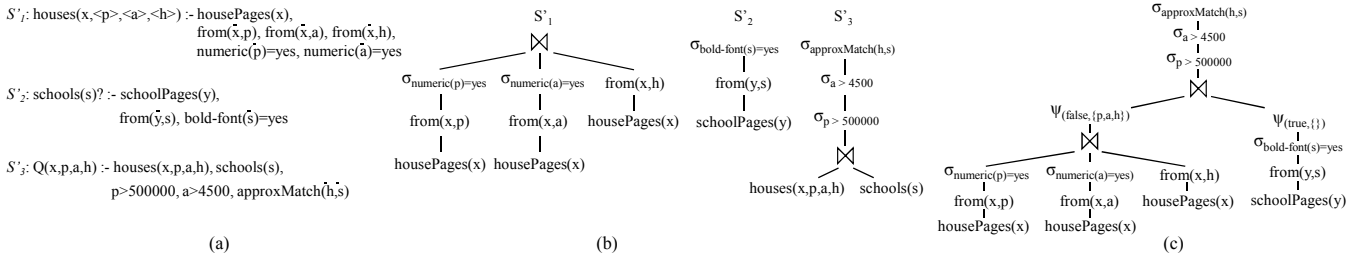 S'₁: houses(x,<p>,<a>,<h>) :- housePages(x),
from(x̄,p), from(x̄,a), from(x̄,h),
numeric(p̄)=yes, numeric(ā)=yes
S'₂: schools(s)? :- schoolPages(y),
from(ȳ,s), bold-font(s̄)=yes
S'₃: Q(x,p,a,h) :- houses(x,p,a,h), schools(s),
p>500000, a>4500, approxMatch(h̄,s̄)
(a)
S'₁
⋈
σnumeric(p)=yes σnumeric(a)=yes from(x,h)
from(x,p) from(x,a) housePages(x)
housePages(x) housePages(x)
S'₂
σbold-font(s)=yes
from(y,s)
schoolPages(y)
S'₃
σapproxMatch(h,s)
σa > 4500
σp > 500000
⋈
houses(x,p,a,h) schools(s)
(b)
σapproxMatch(h,s)
σa > 4500
σp > 500000
⋈
Ψ(false,{p,a,h}) Ψ(true,{})
⋈ σbold-font(s)=yes
σnumeric(p)=yes σnumeric(a)=yes) from(x,h) from(y,s)
from(x,p) from(x,a) housePages(x) schoolPages(y)
housePages(x) housePages(x)
(c)